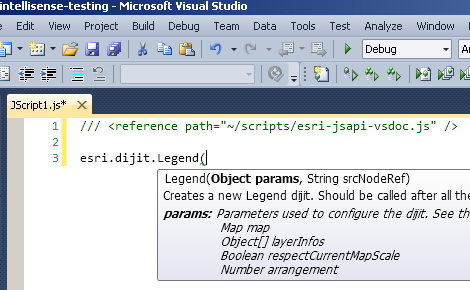 intellisense-testing - Microsoft Visual Studio
File Edit View Project Build Debug Team Data Tools Test
Debug
JScript1.js*
1 /// <reference path="~/scripts/esri-jsapi-vsdoc.js" />
2
3 esri.dijit.Legend(
Legend(Object params, String srcNodeRef)
Creates a new Legend dijit. Should be called after all the
params: Parameters used to configure the dijit. See th
Map map
Object[] layerInfos
Boolean respectCurrentMapScale
Number arrangement